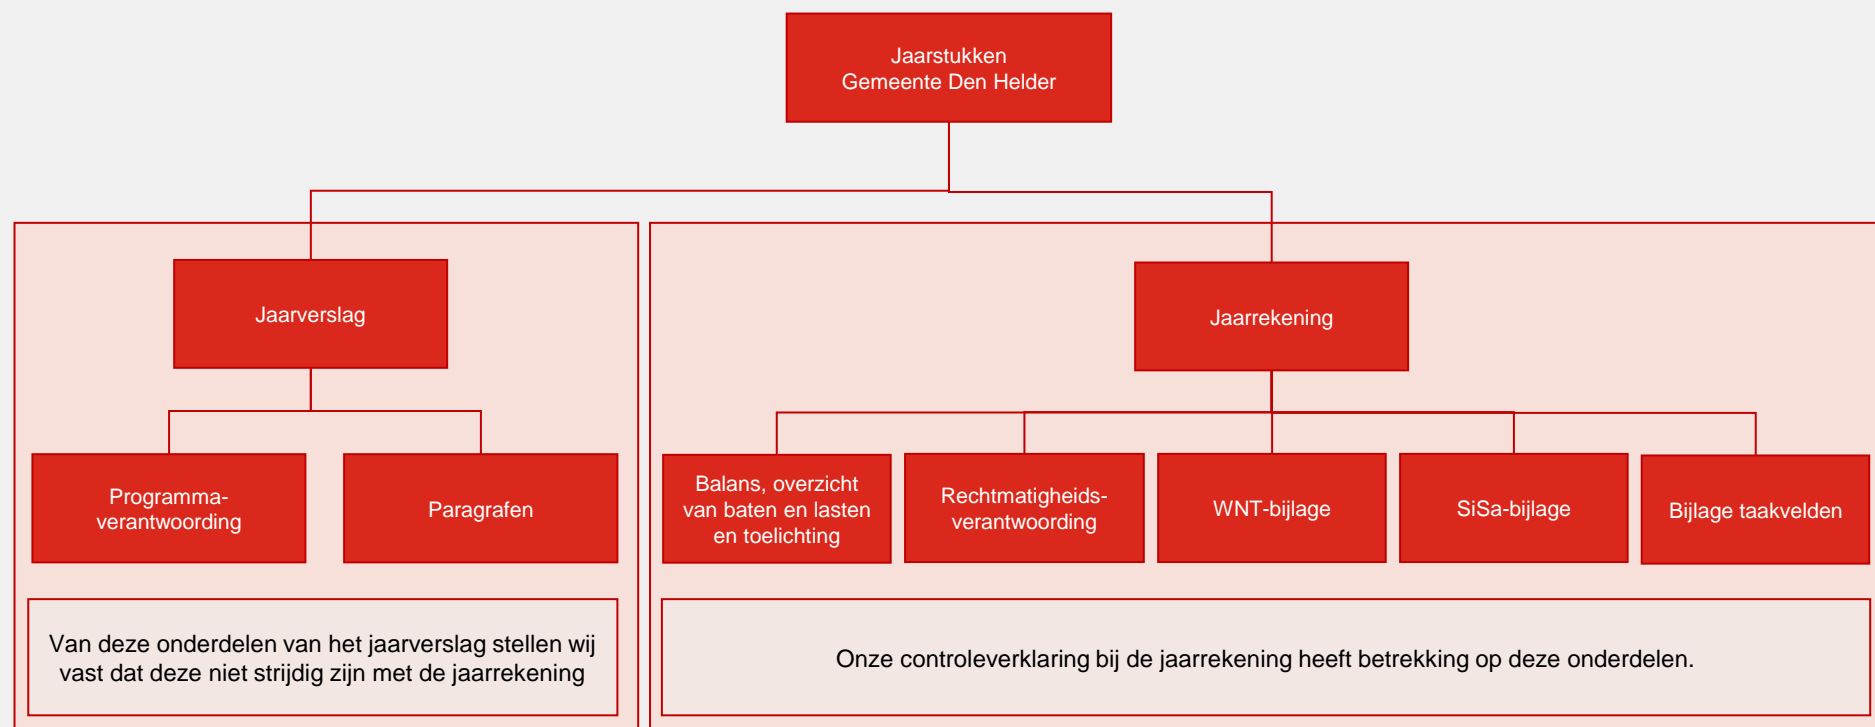 Jaarstukken
Gemeente Den Helder
Jaarverslag
Jaarrekening
Programma-
verantwoording
Paragrafen
Balans, overzicht
van baten en lasten
en toelichting
Rechtmatigheids-
verantwoording
WNT-bijlage
SiSa-bijlage
Bijlage taakvelden
Van deze onderdelen van het jaarverslag stellen wij
vast dat deze niet strijdig zijn met de jaarrekening
Onze controleverklaring bij de jaarrekening heeft betrekking op deze onderdelen.